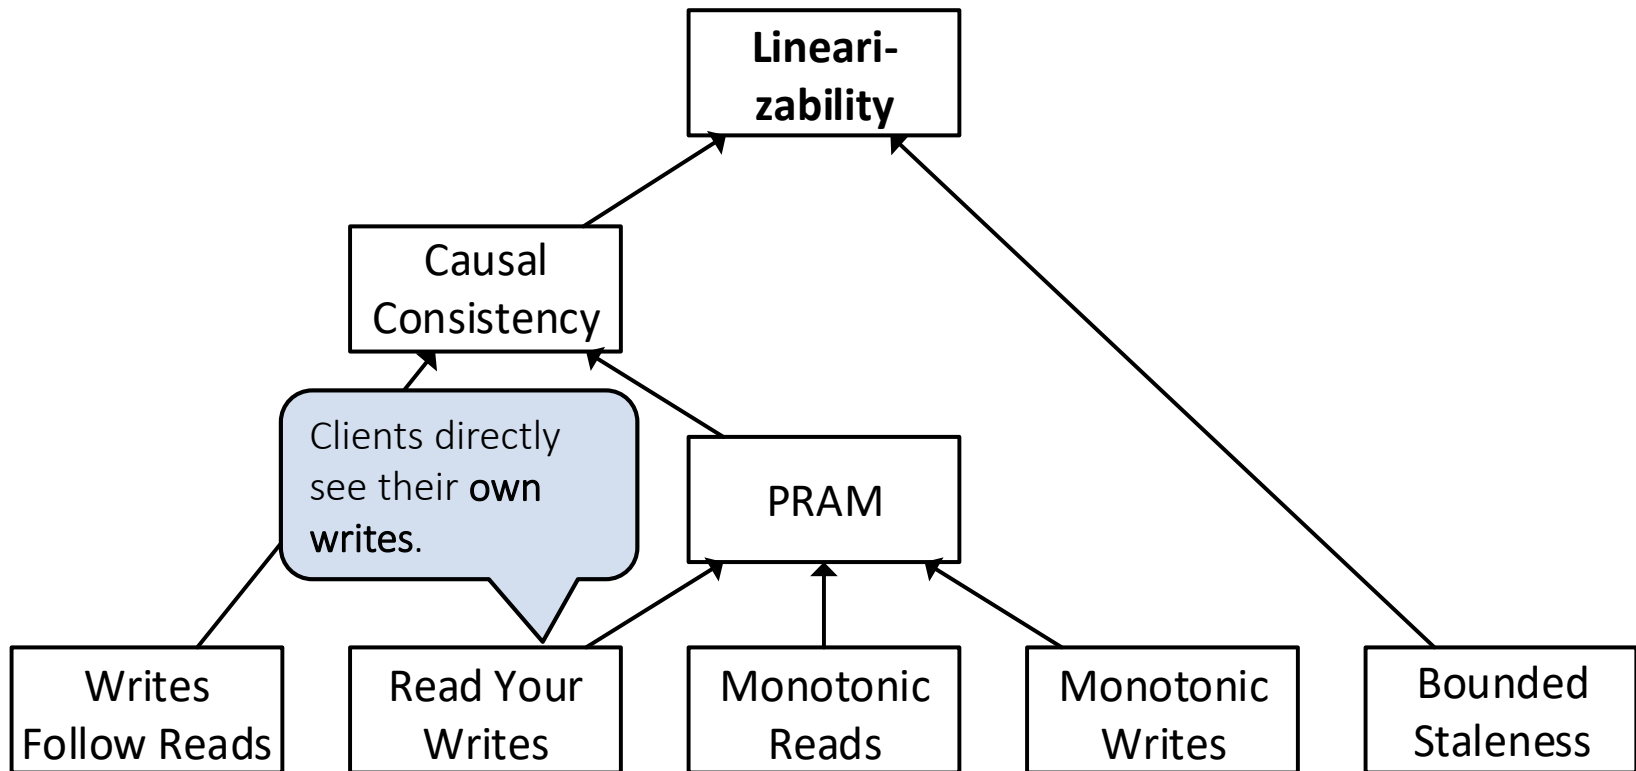 Lineari-
zability
Causal
Consistency
Clients directly
see their own
writes.
PRAM
Writes
Follow Reads
Read Your
Writes
Monotonic
Reads
Monotonic
Writes
Bounded
Staleness